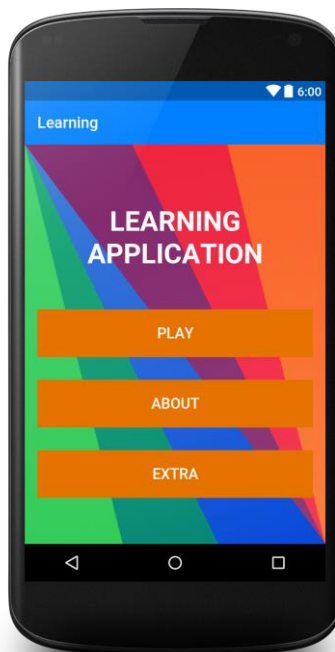 6:00
Learning
LEARNING
APPLICATION
PLAY
ABOUT
EXTRA